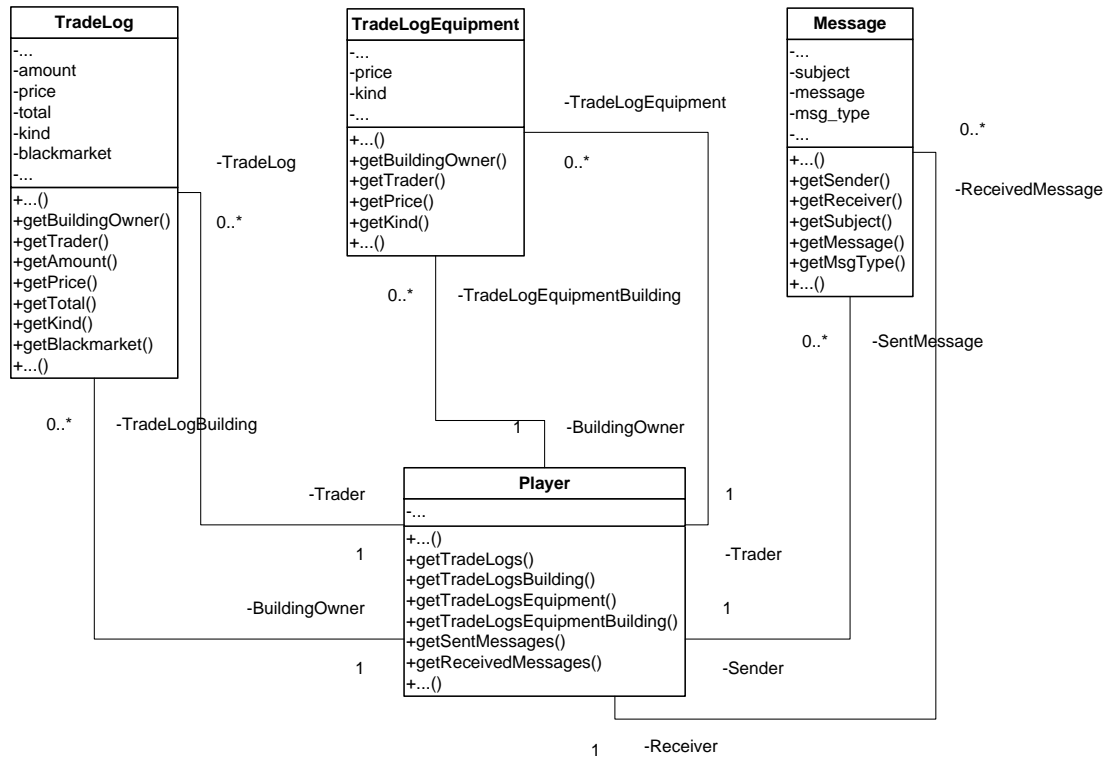 TradeLog
-...
-amount
-price
-total
-kind
-blackmarket
-...
+...()
+getBuildingOwner()
+getTrader()
+getAmount()
+getPrice()
+getTotal()
+getKind()
+getBlackmarket()
+...()
TradeLogEquipment
-...
-price
-kind
-...
+...()
+getBuildingOwner()
+getTrader()
+getPrice()
+getKind()
+...()
Message
-...
-subject
-message
-msg_type
-...
+...()
+getSender()
+getReceiver()
+getSubject()
+getMessage()
+getMsgType()
+...()
-TradeLog
0..*
-TradeLogEquipment
0..*
0..*
-ReceivedMessage
0..*
-TradeLogEquipmentBuilding
0..*
-SentMessage
0..*
-TradeLogBuilding
1
-BuildingOwner
-Trader
1
-BuildingOwner
1
Player
-...
+...()
+getTradeLogs()
+getTradeLogsBuilding()
+getTradeLogsEquipment()
+getTradeLogsEquipmentBuilding()
+getSentMessages()
+getReceivedMessages()
+...()
1
-Trader
1
-Sender
1
-Receiver